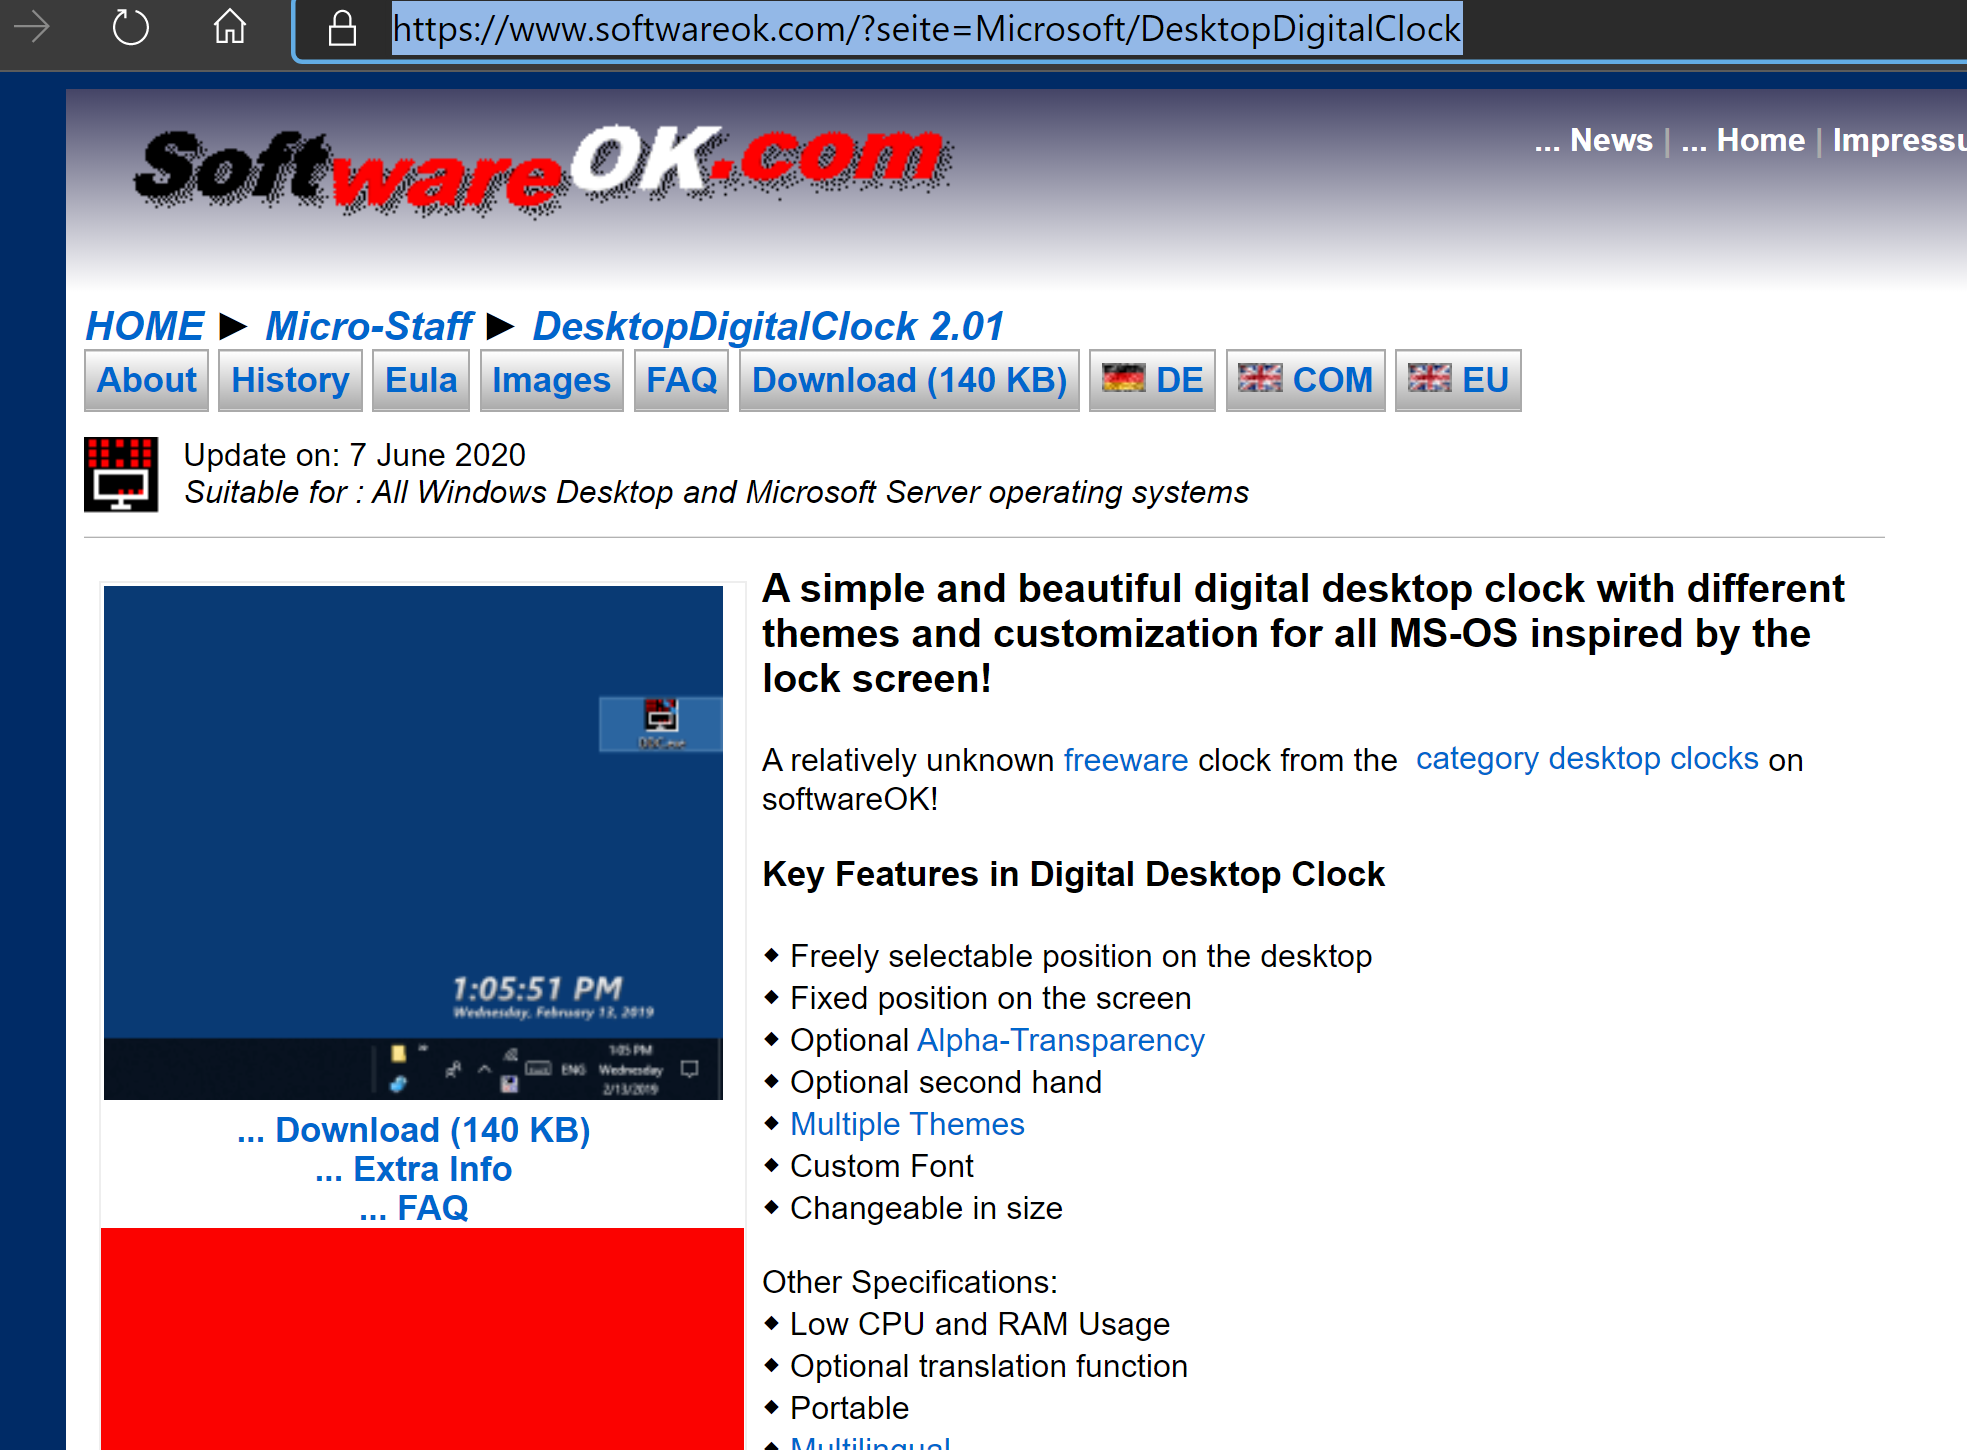 https://www.softwareok.com/?seite=Microsoft/DesktopDigitalClock
SoftwareOK.com
... News | ... Home |
HOME ► Micro-Staff ► DesktopDigitalClock 2.01
About History Eula Images FAQ Download (140 KB) DE COM EU
Update on: 7 June 2020
Suitable for : All Windows Desktop and Microsoft Server operating systems
1:05:51 PM
Wednesday, February 13, 2019
ENG
1:05 PM
Wednesday
2/13/2019
... Download (140 KB)
... Extra Info
... FAQ
A simple and beautiful digital desktop clock with different
themes and customization for all MS-OS inspired by the
lock screen!
A relatively unknown freeware clock from the category desktop clocks on
softwareOK!
Key Features in Digital Desktop Clock
◆ Freely selectable position on the desktop
◆ Fixed position on the screen
◆ Optional Alpha-Transparency
◆ Optional second hand
◆ Multiple Themes
◆ Custom Font
◆ Changeable in size
Other Specifications:
◆ Low CPU and RAM Usage
◆ Optional translation function
◆ Portable
◆ Multilingual